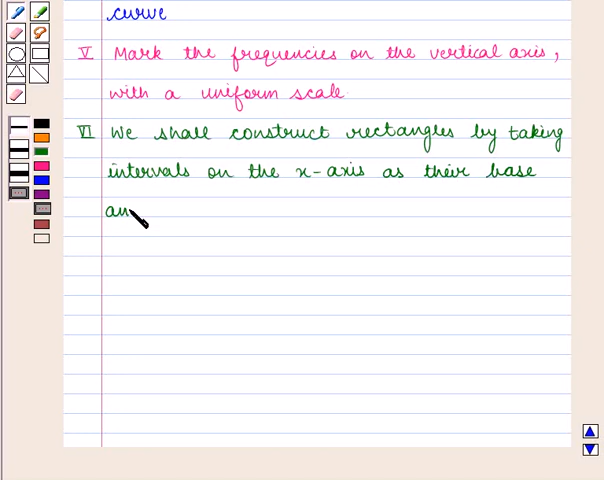 curve
V Mark the frequencies on the vertical axis,
with a uniform scale
VI We shall construct rectangles by taking
intervals on the x-axis as their base
an